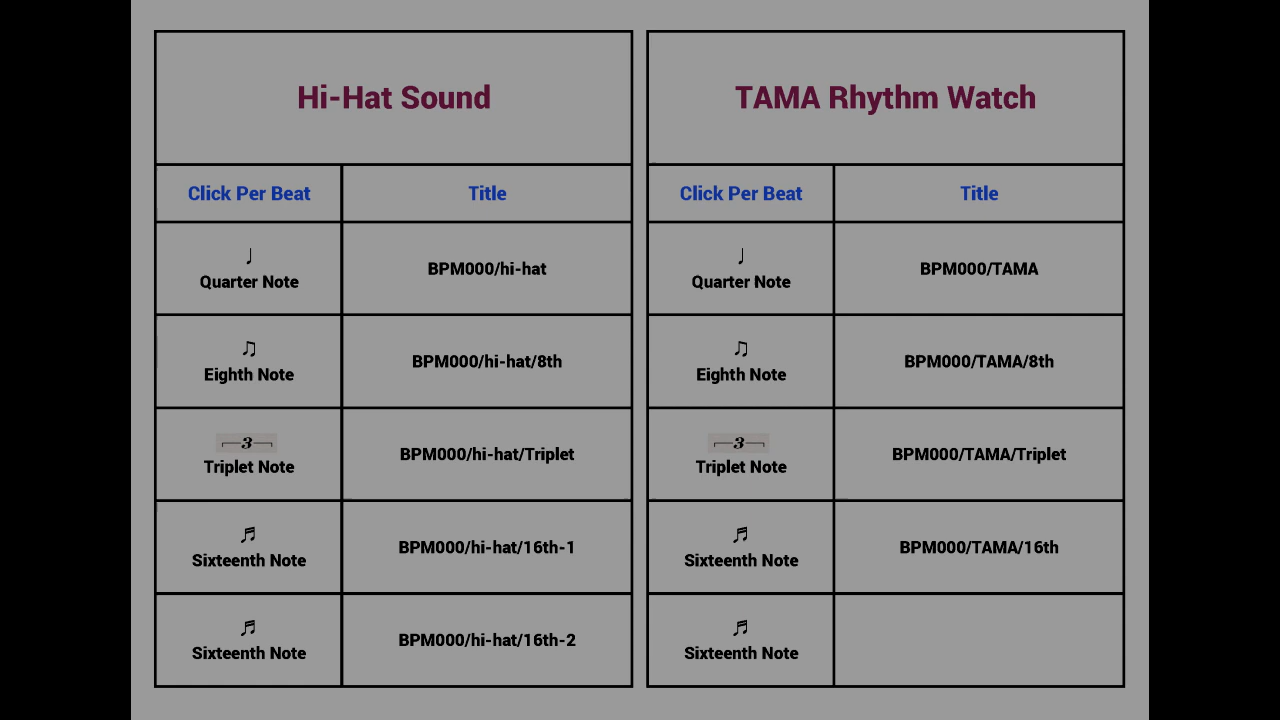 Hi-Hat Sound
Click Per Beat
Title
♩
Quarter Note
BPM000/hi-hat
♫
Eighth Note
BPM000/hi-hat/8th
3
Triplet Note
BPM000/hi-hat/Triplet
♬
Sixteenth Note
BPM000/hi-hat/16th-1
♬
Sixteenth Note
BPM000/hi-hat/16th-2
TAMA Rhythm Watch
Click Per Beat
Title
♩
Quarter Note
BPM000/TAMA
♫
Eighth Note
BPM000/TAMA/8th
3
Triplet Note
BPM000/TAMA/Triplet
♬
Sixteenth Note
BPM000/TAMA/16th
♬
Sixteenth Note